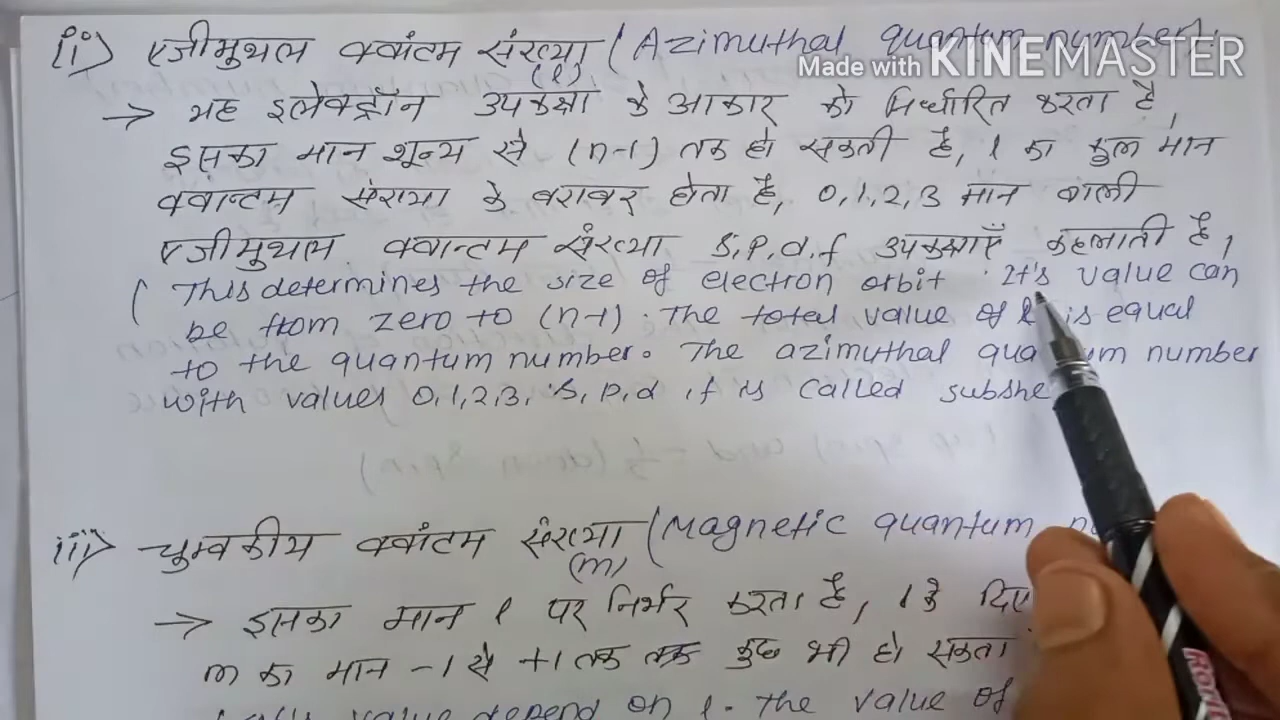 ii) एजीमुथल क्वांटम संख्या (Azimuthal quantum number)
(l)
Made with KINEMASTER
→ यह इलेक्ट्रॉन उपकक्षा के आकार को निर्धारित करता है,
इसका मान शून्य से (n-1) तक हो सकती है, l का कुल मान
क्वान्टम संख्या के बराबर होता है, 0,1,2,3 मान वाली
एजीमुथल क्वान्टम संख्या s,p,d,f उपकक्षाएँ कहलाती है,
(This determines the size of electron orbit. It's value can
be from zero to (n-1). The total value of l is equal
to the quantum number. The azimuthal quantum number
with values 0,1,2,3, s,p,d,f is called subshe
iii) चुम्बकीय क्वांटम संख्या (Magnetic quantum n
(m)
→ इसका मान l पर निर्भर करता है, l के दिए
m का मान -l से +l तक तक कुछ भी हो सकता
value depend on l. The value of